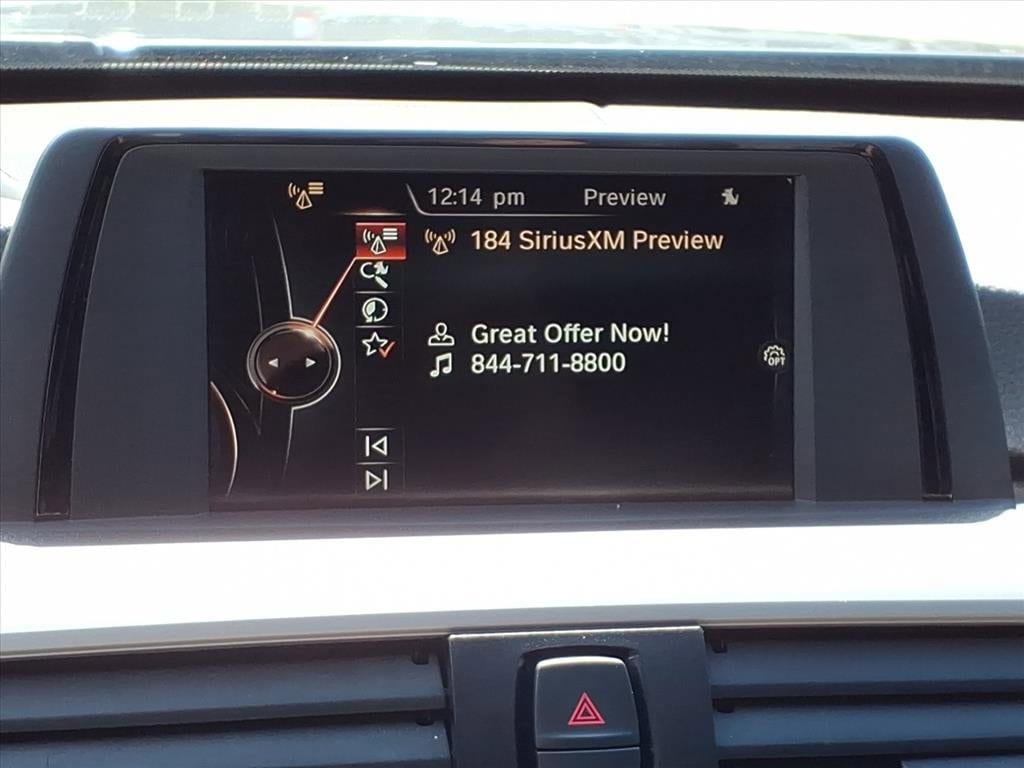 12:14 pm Preview
184 SiriusXM Preview
Great Offer Now!
844-711-8800
OPT